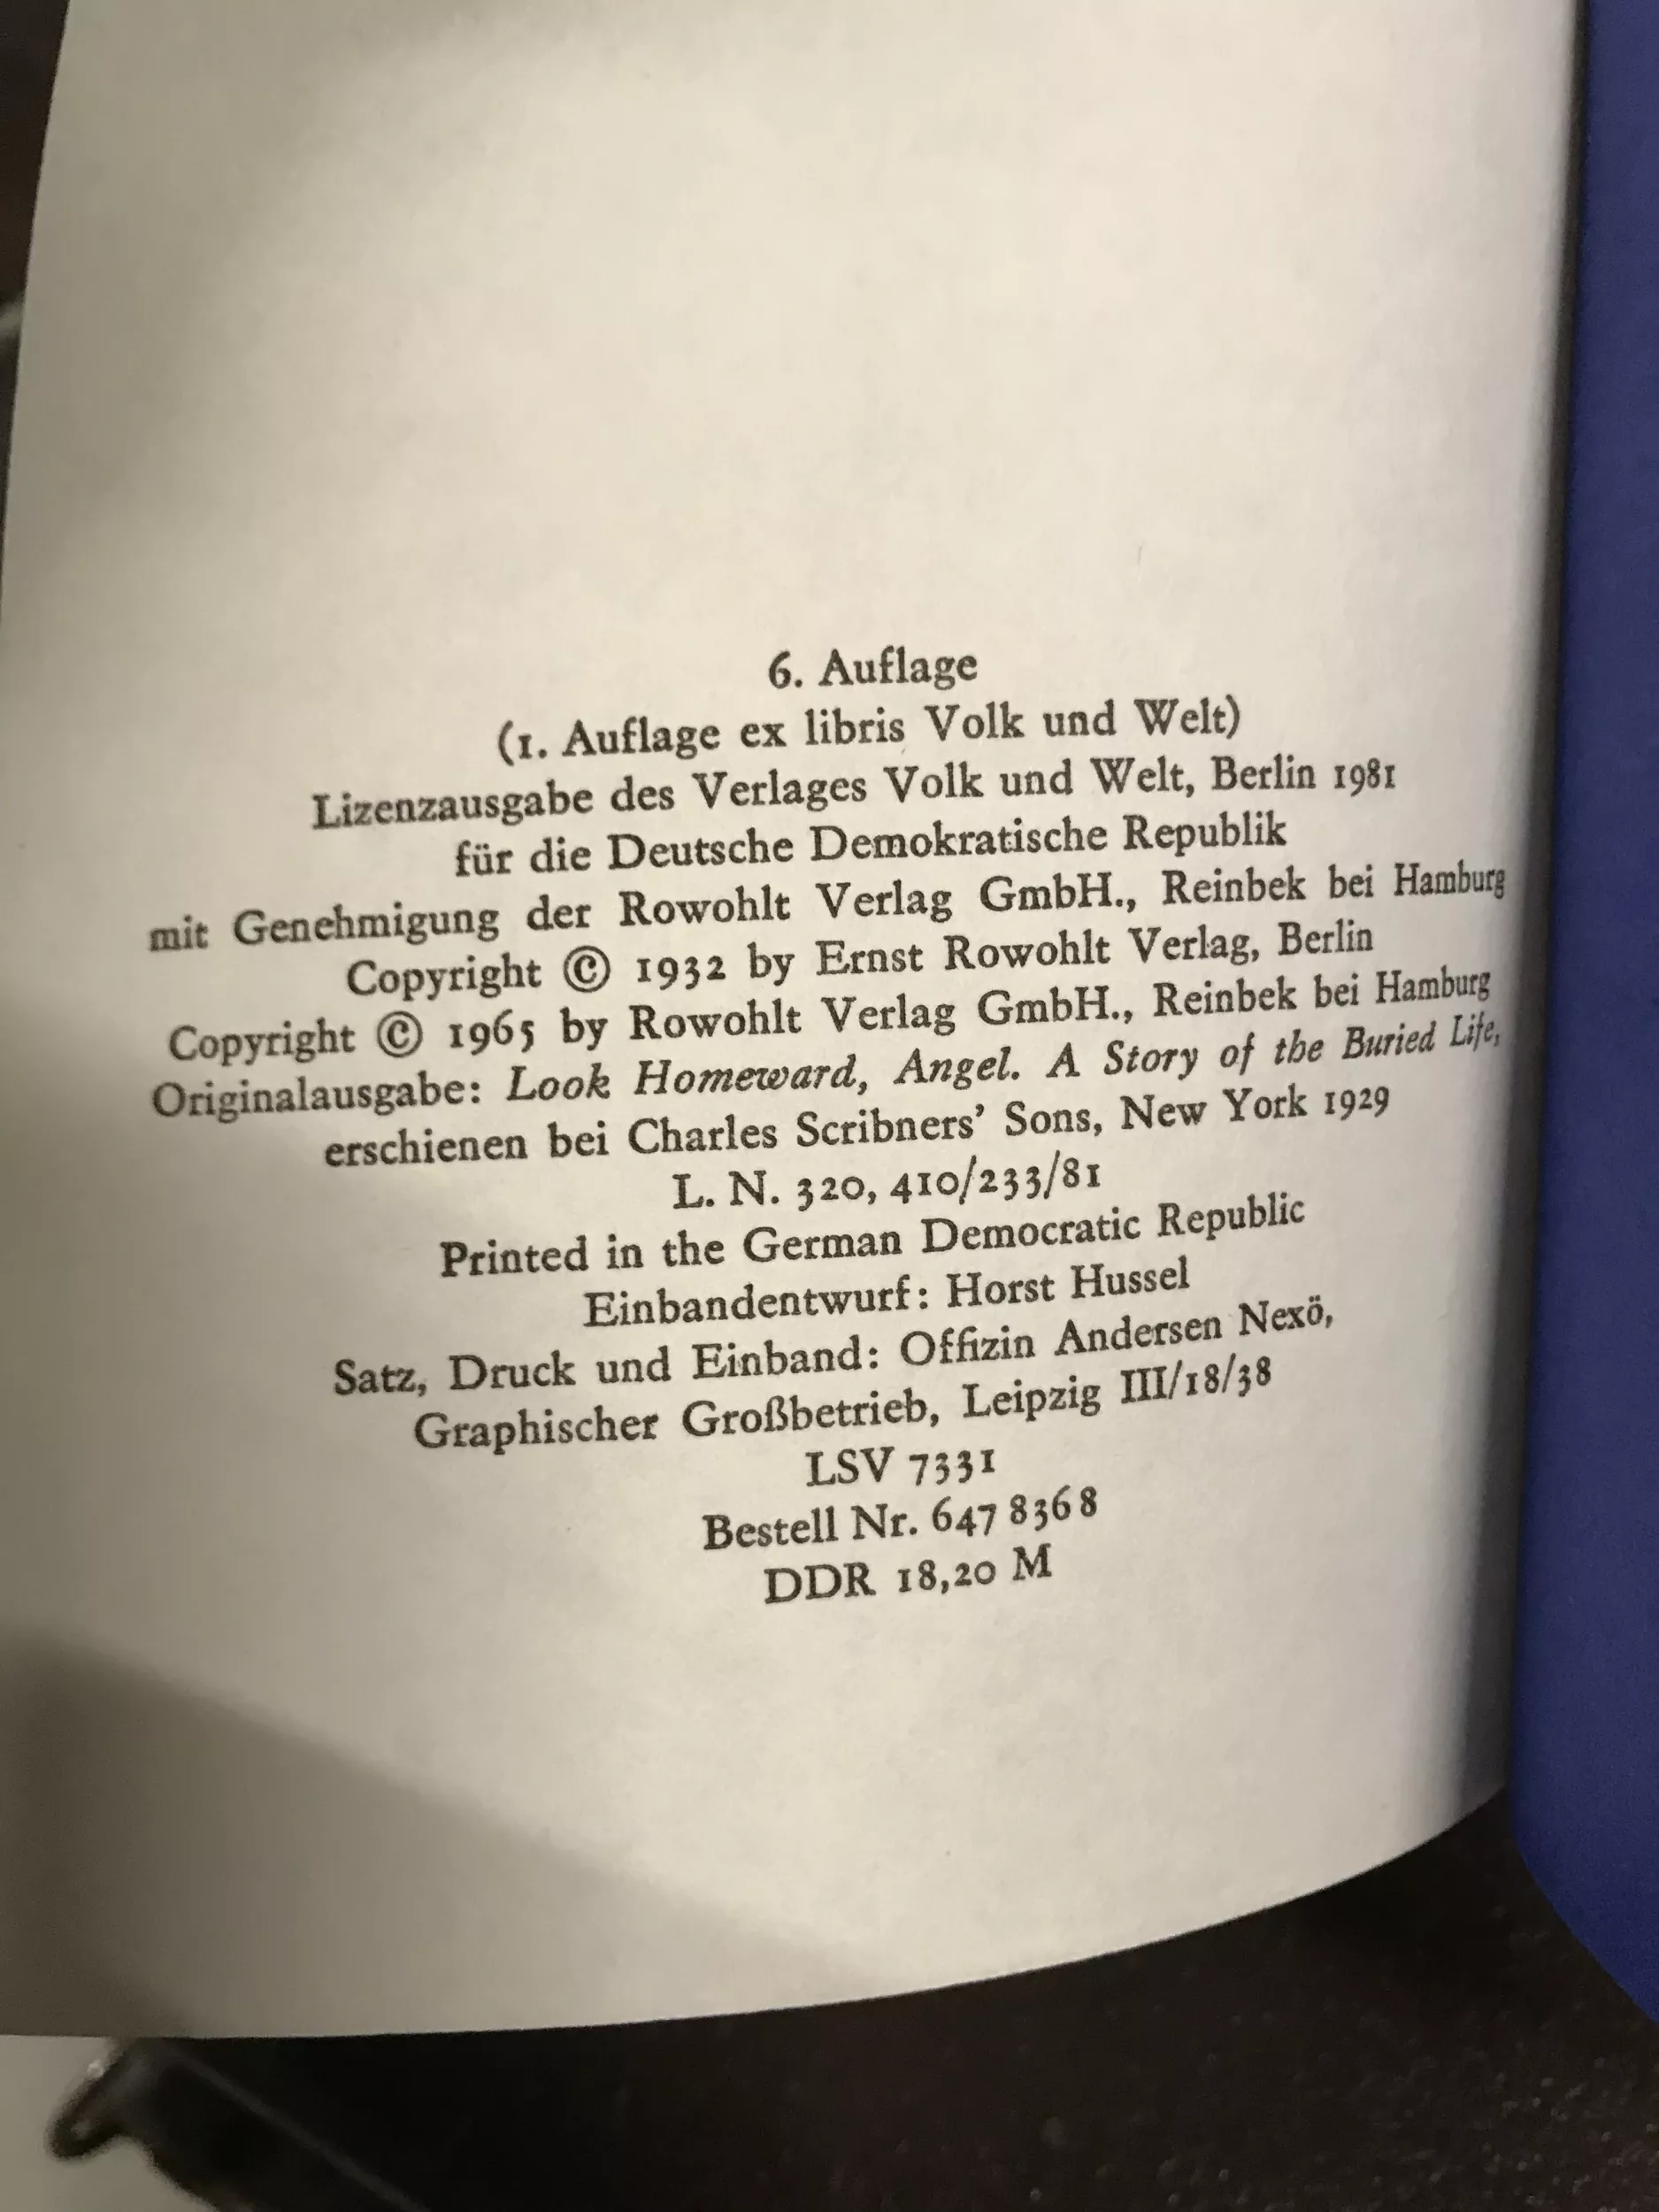 6. Auflage
(1. Auflage ex libris Volk und Welt)
Lizenzausgabe des Verlages Volk und Welt, Berlin 1981
für die Deutsche Demokratische Republik
mit Genehmigung der Rowohlt Verlag GmbH., Reinbek bei Hamburg
Copyright © 1932 by Ernst Rowohlt Verlag, Berlin
Copyright © 1965 by Rowohlt Verlag GmbH., Reinbek bei Hamburg
Originalausgabe: Look Homeward, Angel. A Story of the Buried Life,
erschienen bei Charles Scribners' Sons, New York 1929
L. N. 320, 410/233/81
Printed in the German Democratic Republic
Einbandentwurf: Horst Hussel
Satz, Druck und Einband: Offizin Andersen Nexö,
Graphischer Großbetrieb, Leipzig III/18/38
LSV 7331
Bestell Nr. 647 836 8
DDR 18,20 M